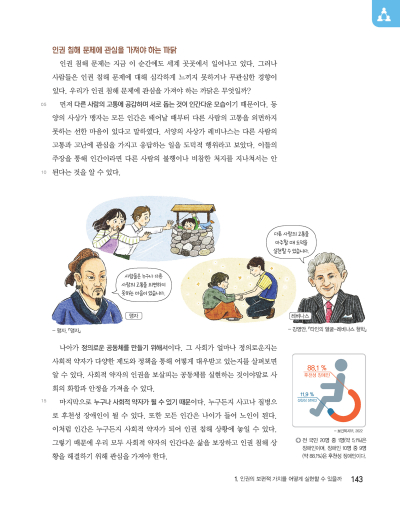 인권 침해 문제에 관심을 가져야 하는 까닭
인권 침해 문제는 지금 이 순간에도 세계 곳곳에서 일어나고 있다. 그러나
사람들은 인권 침해 문제에 대해 심각하게 느끼지 못하거나 무관심한 경향이
있다. 우리가 인권 침해 문제에 관심을 가져야 하는 까닭은 무엇일까?
05 먼저 다른 사람의 고통에 공감하며 서로 돕는 것이 인간다운 모습이기 때문이다. 동
양의 사상가 맹자는 모든 인간은 태어날 때부터 다른 사람의 고통을 외면하지
못하는 선한 마음이 있다고 말하였다. 서양의 사상가 레비나스는 다른 사람의
고통과 고난에 관심을 가지고 응답하는 일을 도덕적 행위라고 보았다. 이들의
주장을 통해 인간이라면 다른 사람의 불행이나 비참한 처지를 지나쳐서는 안
10 된다는 것을 알 수 있다.
다른 사람의 고통을
마주할 때 도덕을
실천할 수 있습니다.
사람들은 누구나 다른
사람의 고통을 외면하지
못하는 마음이 있습니다.
맹자
레비나스
- 맹자, 『맹자』
- 김영한, 『타인의 얼굴-레비나스 철학』
나아가 정의로운 공동체를 만들기 위해서이다. 그 사회가 얼마나 정의로운지는
사회적 약자가 다양한 제도와 정책을 통해 어떻게 대우받고 있는지를 살펴보면
알 수 있다. 사회적 약자의 인권을 보살피는 공동체를 실현하는 것이야말로 사
회의 화합과 안정을 가져올 수 있다.
15 마지막으로 누구나 사회적 약자가 될 수 있기 때문이다. 누구든지 사고나 질병으
로 후천성 장애인이 될 수 있다. 또한 모든 인간은 나이가 들어 노인이 된다.
이처럼 인간은 누구든지 사회적 약자가 되어 인권 침해 상황에 놓일 수 있다.
그렇기 때문에 우리 모두 사회적 약자의 인간다운 삶을 보장하고 인권 침해 상
황을 해결하기 위해 관심을 가져야 한다.
88.1 %
후천성 장애인
11.9 %
전 국민 20명 중 1명(약 5.1%)은
장애인이며, 장애인 10명 중 9명
(약 88.1%)은 후천성 장애인이다.
1. 인권의 보편적 가치를 어떻게 실현할 수 있을까 143